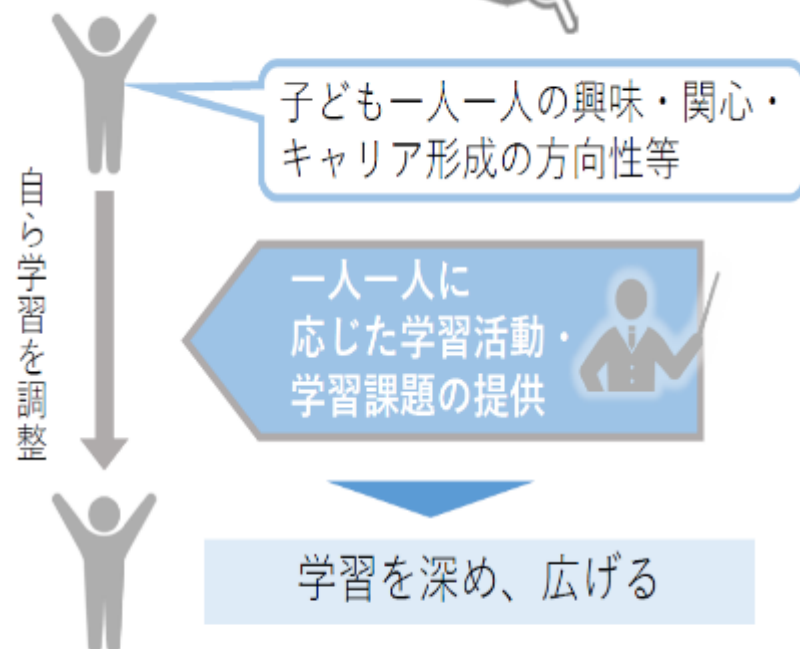 子ども一人一人の興味・関心・
キャリア形成の方向性等
自ら学習を調整
一人一人に
応じた学習活動・
学習課題の提供
学習を深め、広げる